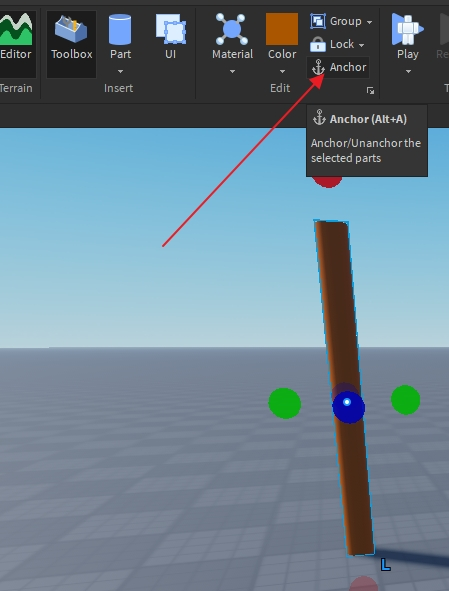 Group
Lock
Editor
Toolbox
Part
UI
Material
Color
Anchor
Play
Terrain
Insert
Edit
Anchor (Alt+A)
Anchor/Unanchor the
selected parts
L